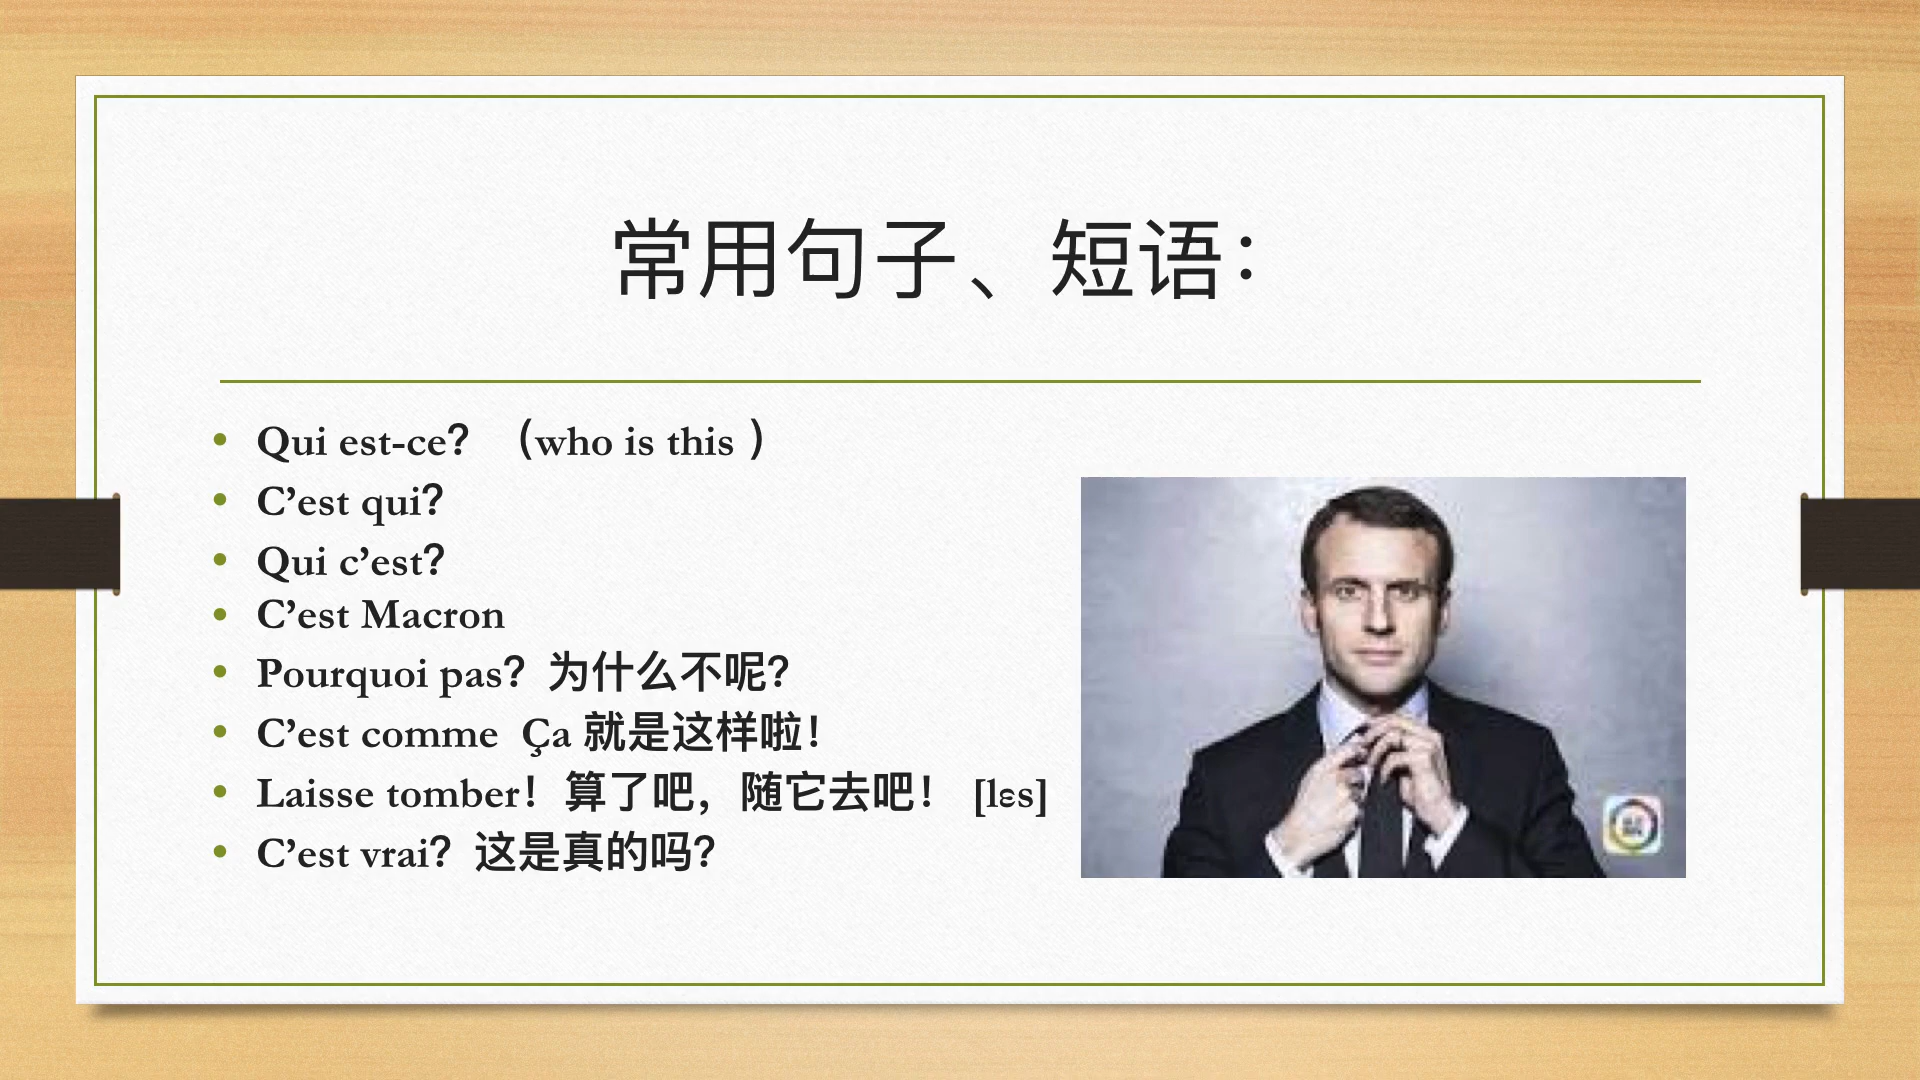 常用句子、短语：
Qui est-ce？ （who is this ）
C’est qui？
Qui c’est？
C’est Macron
Pourquoi pas？为什么不呢？
C’est comme Ça 就是这样啦！
Laisse tomber！算了吧，随它去吧！ [lɛs]
C’est vrai？这是真的吗？